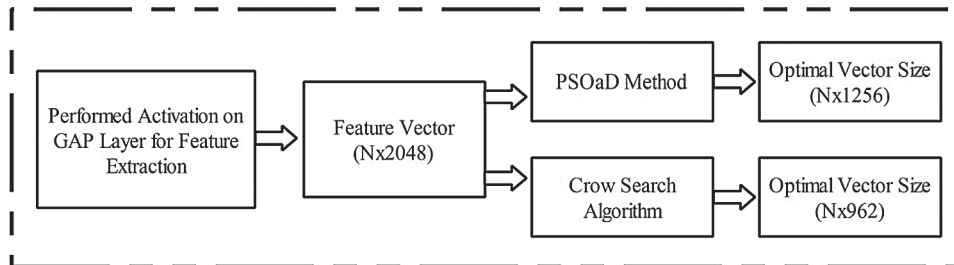 Performed Activation on
GAP Layer for Feature
Extraction
Feature Vector
(Nx2048)
PSOaD Method
Optimal Vector Size
(Nx1256)
Crow Search
Algorithm
Optimal Vector Size
(Nx962)